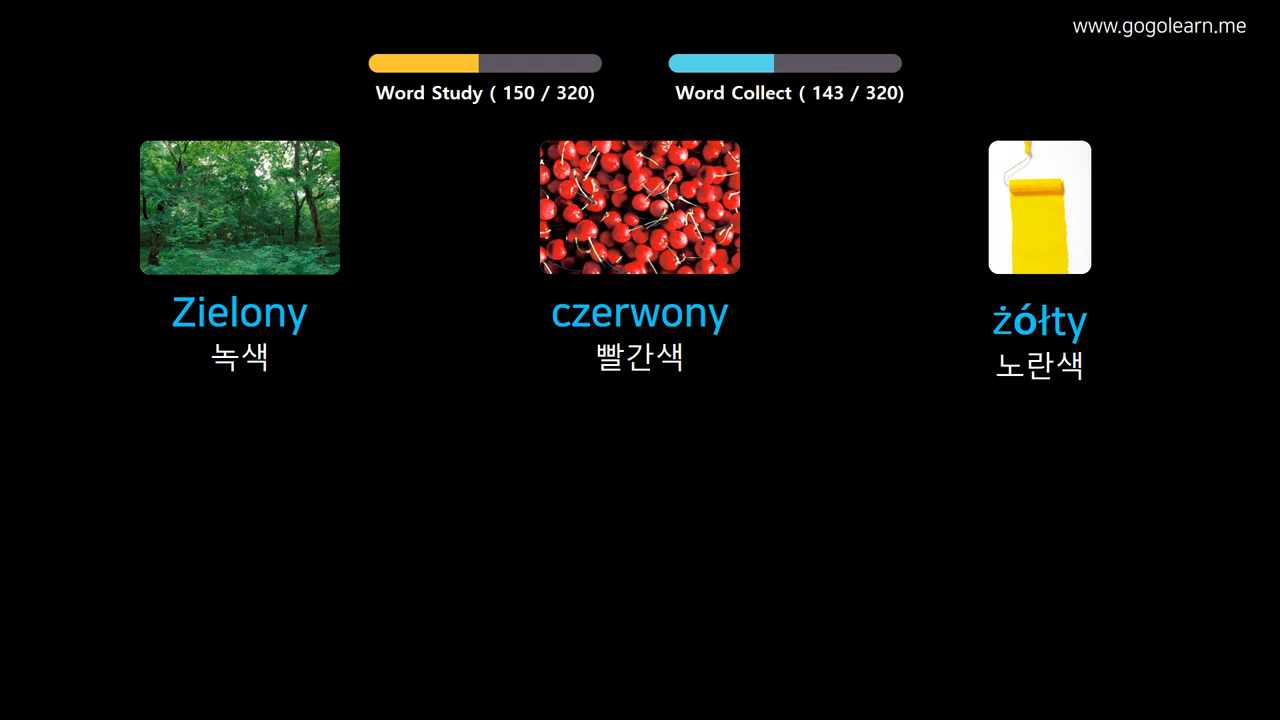 www.gogolearn.me
Word Study ( 150 / 320)
Word Collect ( 143 / 320)
Zielony
czerwony
żółty
녹색
빨간색
노란색